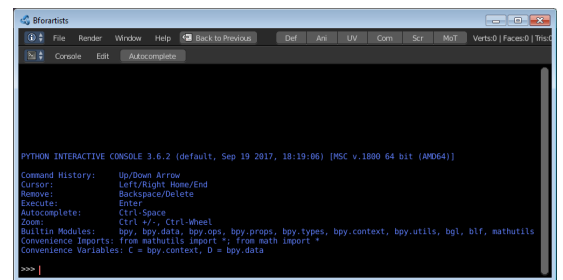 Bforartists
File Render Window Help Back to Previous Def Ani UV Com Scr MoT Verts:0 | Faces:0 | Tris:0
Console Edit Autocomplete
PYTHON INTERACTIVE CONSOLE 3.6.2 (default, Sep 19 2017, 18:19:06) [MSC v.1800 64 bit (AMD64)]
Command History: Up/Down Arrow
Cursor: Left/Right Home/End
Remove: Backspace/Delete
Execute: Enter
Autocomplete: Ctrl-Space
Zoom: Ctrl +/-, Ctrl-Wheel
Builtin Modules: bpy, bpy.data, bpy.ops, bpy.props, bpy.types, bpy.context, bpy.utils, bgl, blf, mathutils
Convenience Imports: from mathutils import *; from math import *
Convenience Variables: C = bpy.context, D = bpy.data
>>>